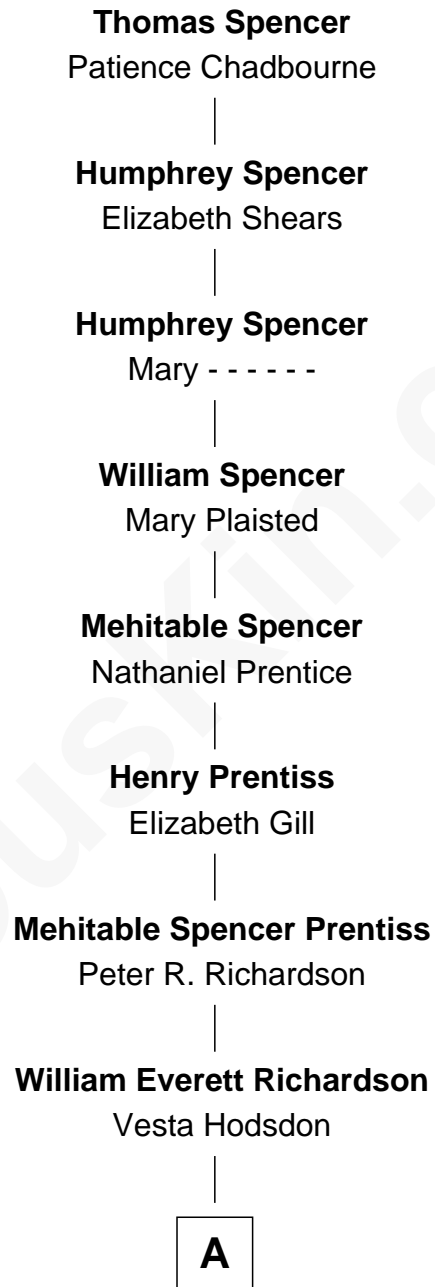 Thomas Spencer
Patience Chadbourne
Humphrey Spencer
Elizabeth Shears
Humphrey Spencer
Mary - - - - - -
William Spencer
Mary Plaisted
Mehitable Spencer
Nathaniel Prentice
Henry Prentiss
Elizabeth Gill
Mehitable Spencer Prentiss
Peter R. Richardson
William Everett Richardson
Vesta Hodsdon
A